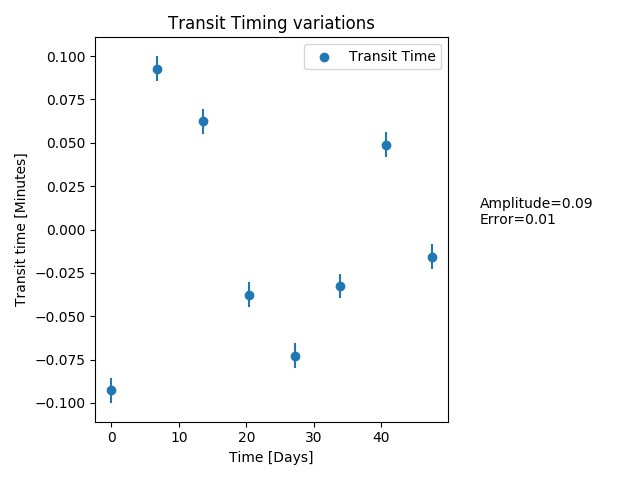 Transit Timing variations
Transit Time
Transit time [Minutes]
0.100
0.075
0.050
0.025
0.000
−0.025
−0.050
−0.075
−0.100
0
10
20
30
40
Time [Days]
Amplitude=0.09
Error=0.01